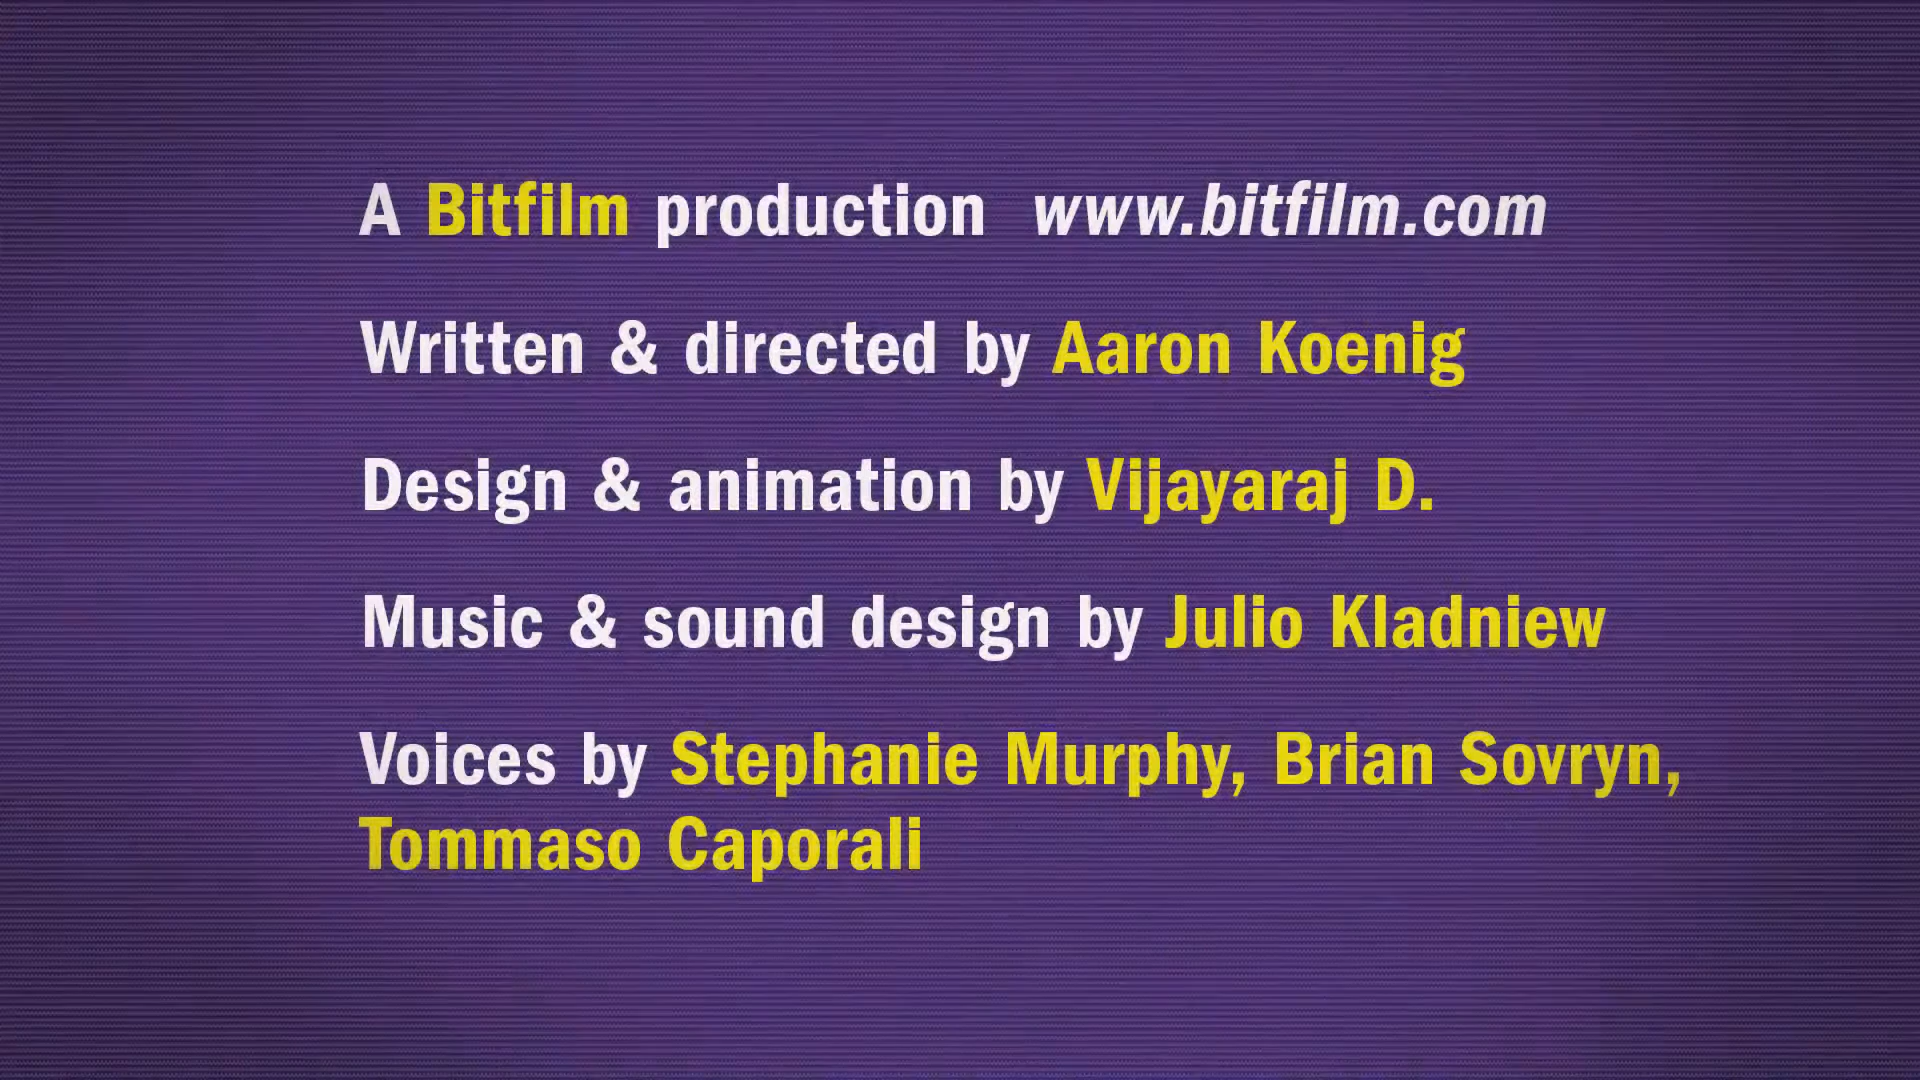 A Bitfilm production www.bitfilm.com
Written & directed by Aaron Koenig
Design & animation by Vijayaraj D.
Music & sound design by Julio Kladniew
Voices by Stephanie Murphy, Brian Sovryn,
Tommaso Caporali